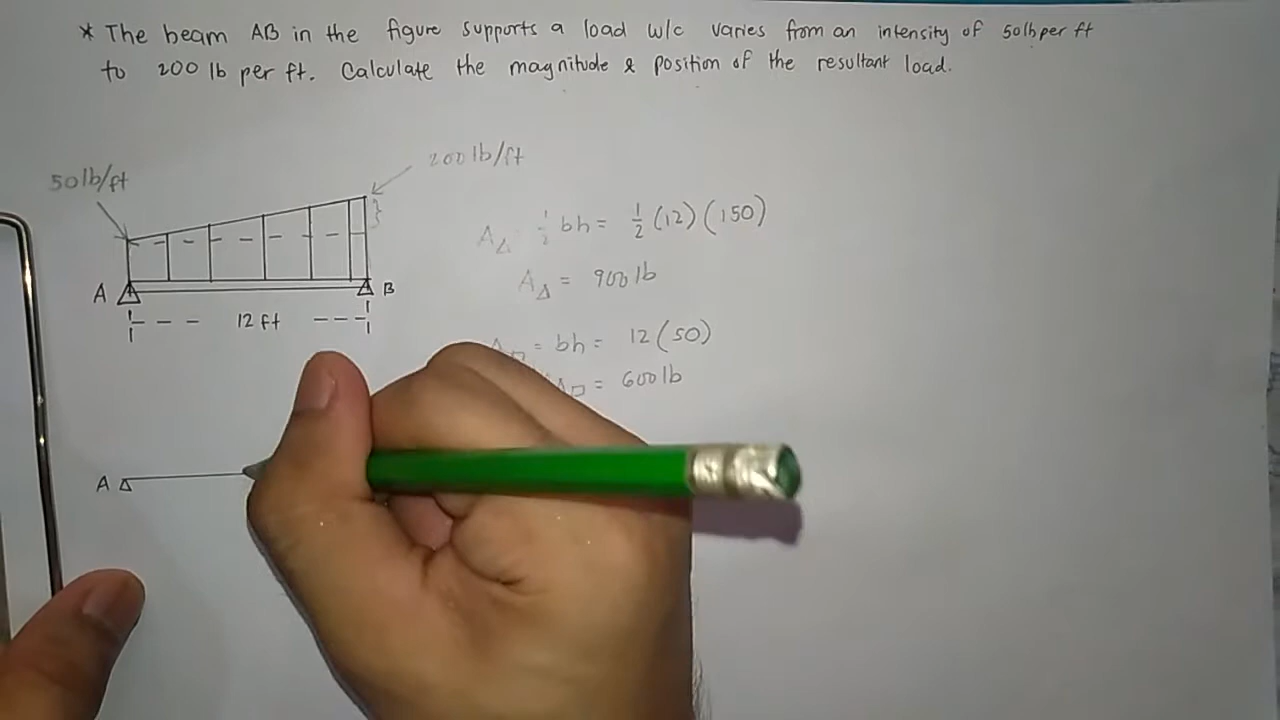 * The beam AB in the figure supports a load w/c varies from an intensity of 50lb per ft
to 200 lb per ft. Calculate the magnitude & position of the resultant load.
50lb/ft
200 lb/ft
A
B
12 ft
A△ = ½ bh = ½ (12) (150)
A△ = 900 lb
A□ = bh = 12 (50)
A□ = 600 lb
A